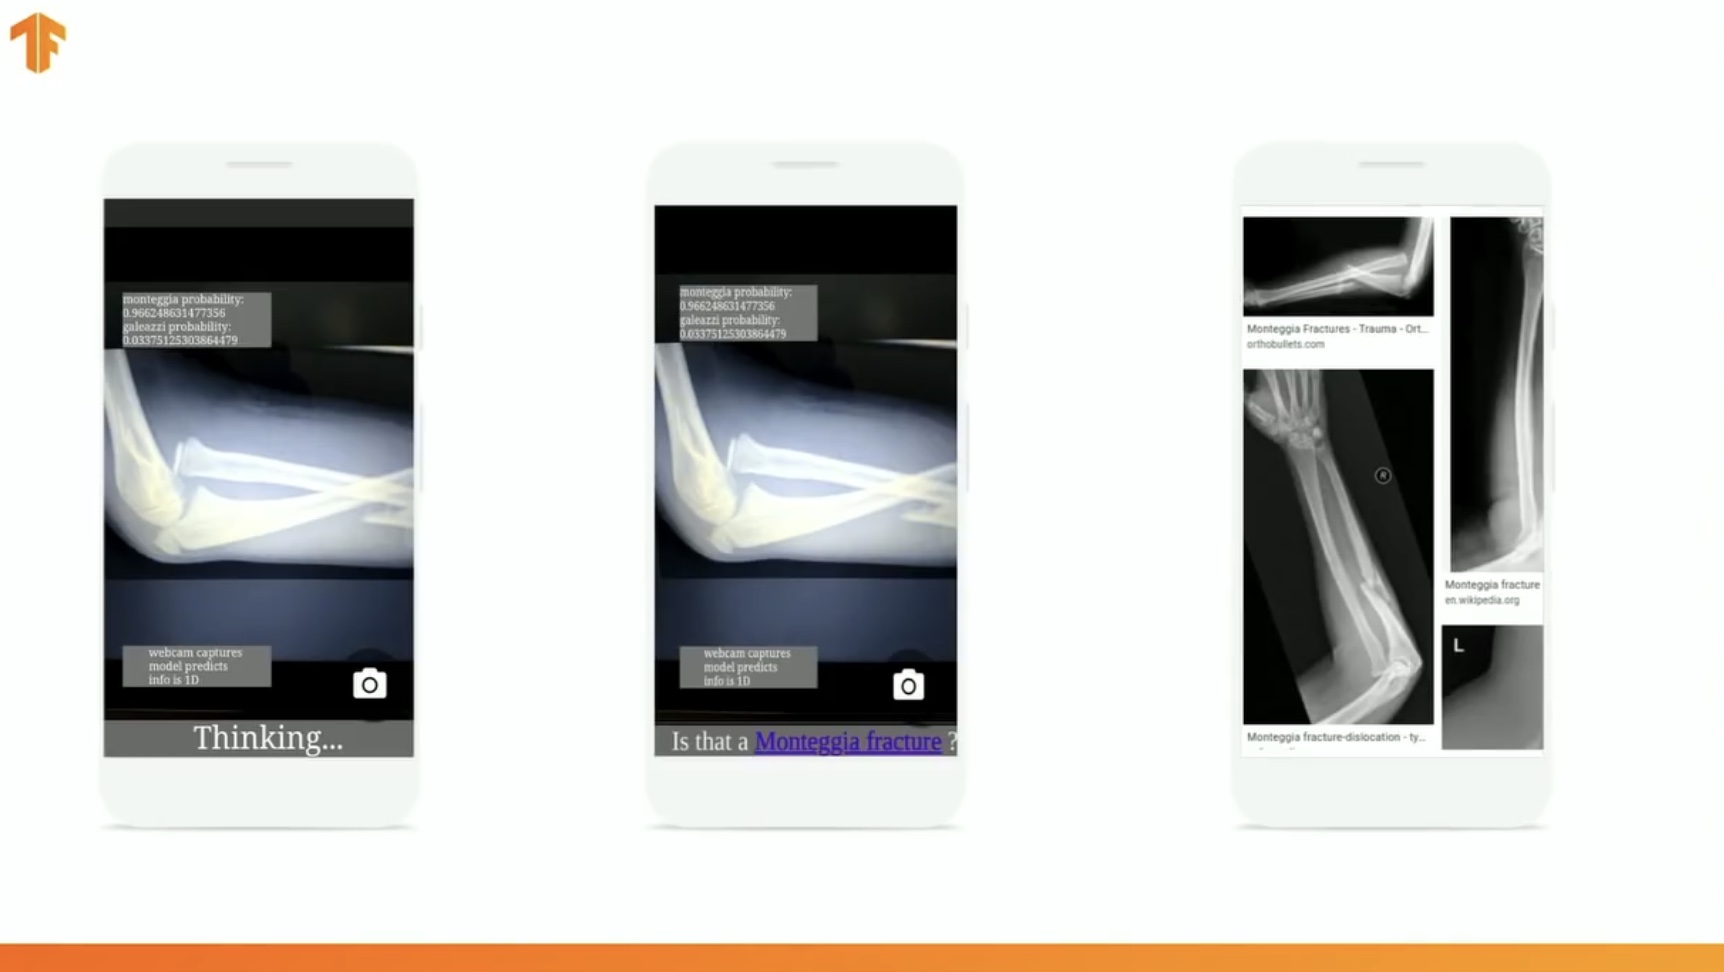 monteggia probability:
0.966248631477356
galeazzi probability:
0.03375125303864479
webcam captures
model predicts
info is 1D
Thinking...
monteggia probability:
0.966248631477356
galeazzi probability:
0.03375125303864479
webcam captures
model predicts
info is 1D
Is that a Monteggia fracture ?
Monteggia Fractures - Trauma - Ort...
orthobullets.com
R
Monteggia fracture-dislocation - ty...
Monteggia fracture
en.wikipedia.org
L